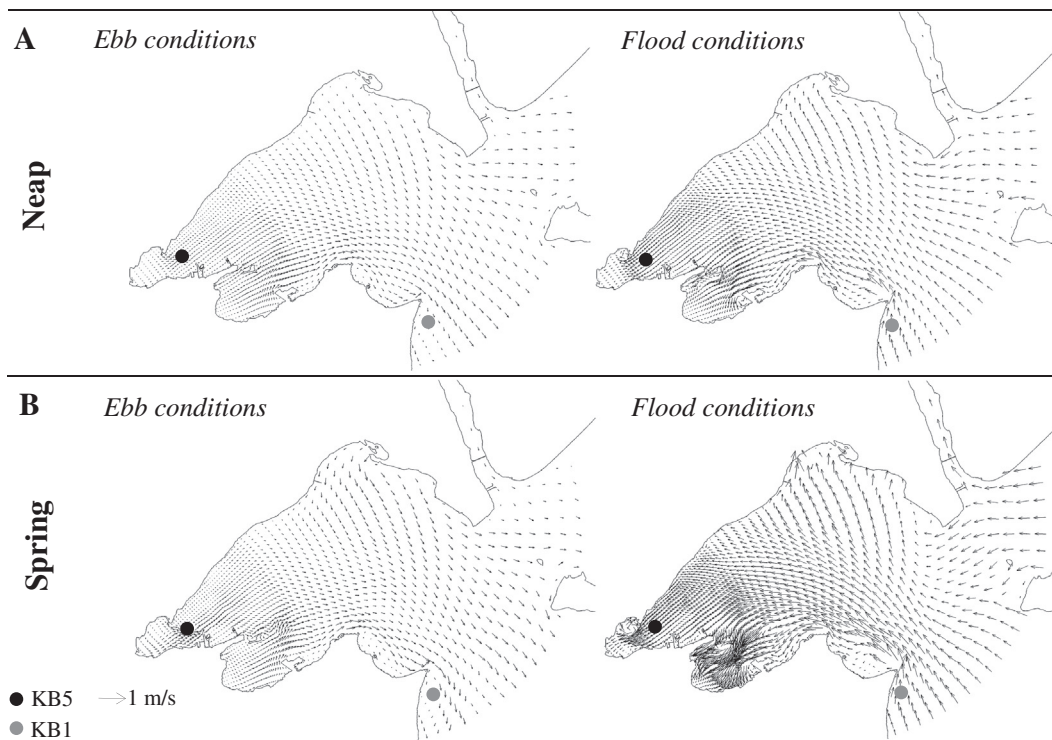 A
Ebb conditions
Flood conditions
Neap
B
Ebb conditions
Flood conditions
Spring
KB5
1 m/s
KB1